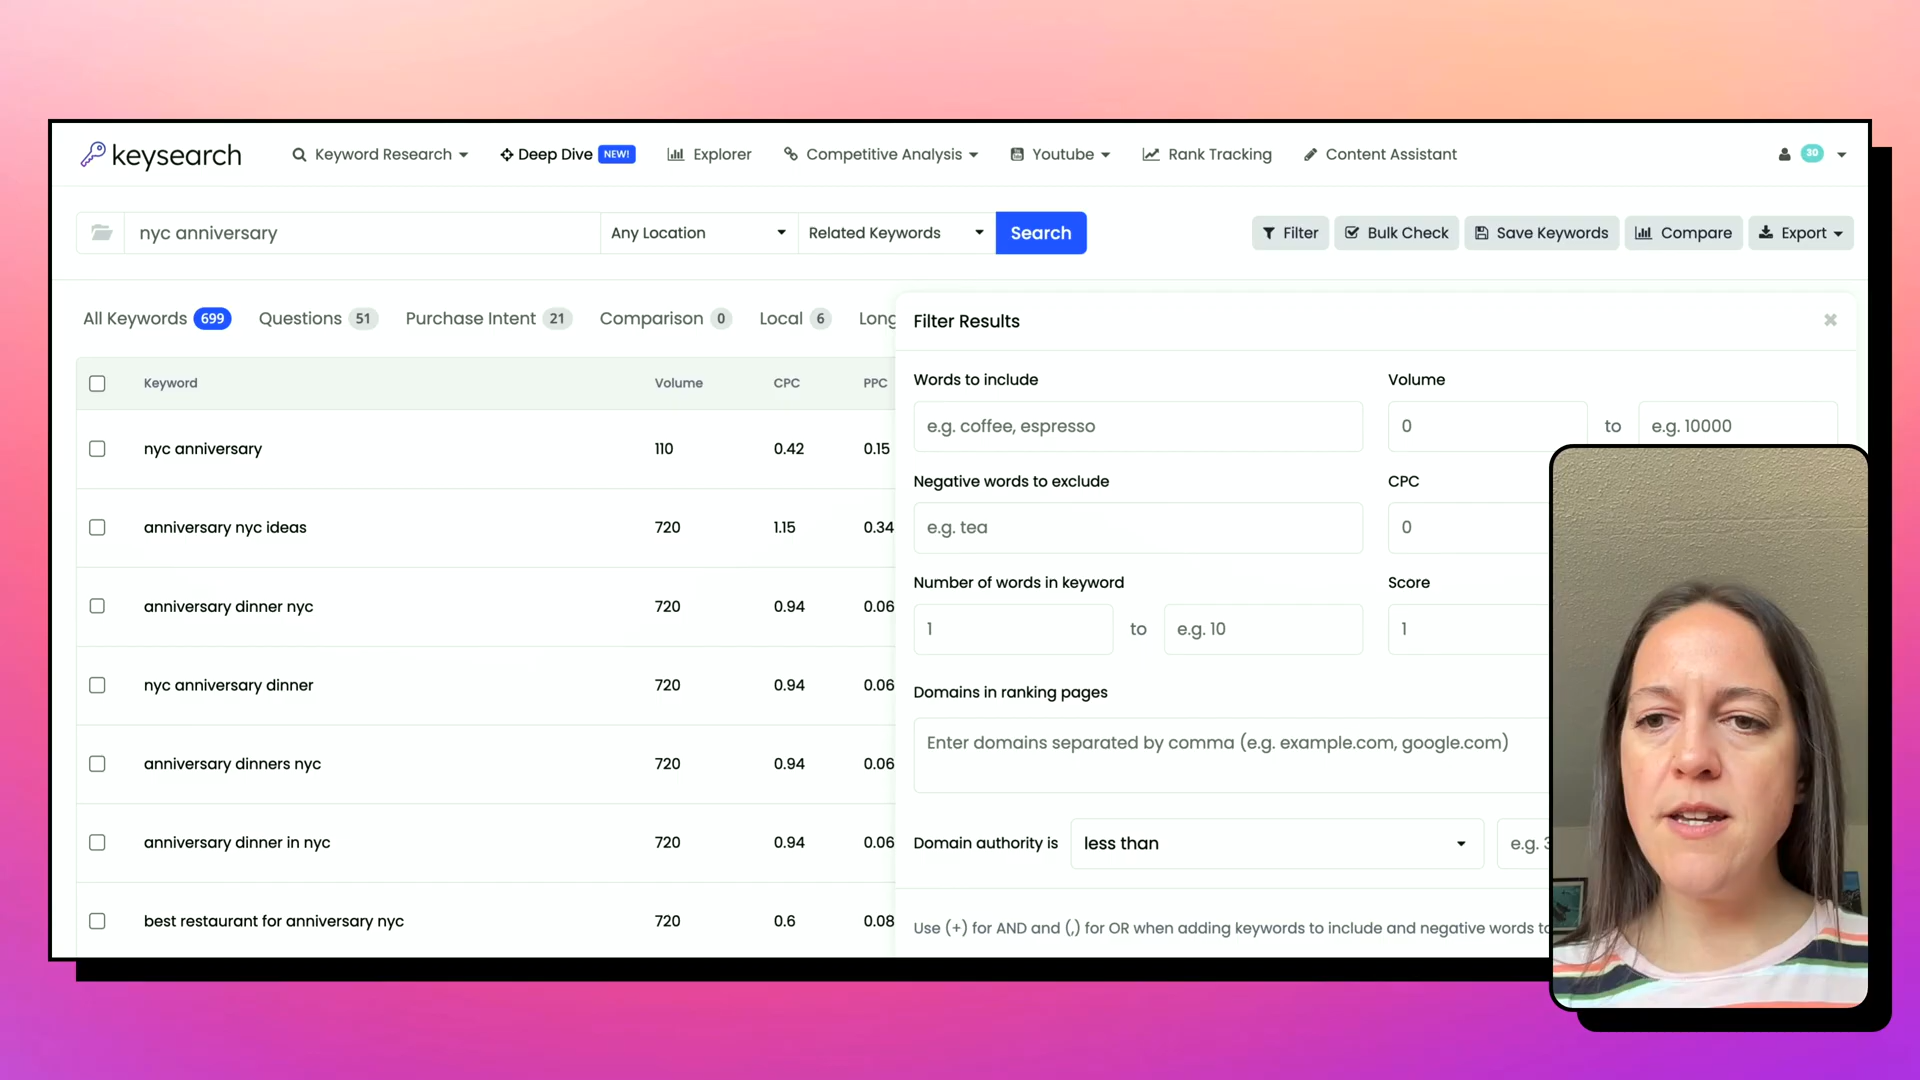 keysearch
Keyword Research
Deep Dive NEW!
Explorer
Competitive Analysis
Youtube
Rank Tracking
Content Assistant
30
nyc anniversary
Any Location
Related Keywords
Search
Filter
Bulk Check
Save Keywords
Compare
Export
All Keywords 699
Questions 51
Purchase Intent 21
Comparison 0
Local 6
Long
Keyword Volume CPC PPC
nyc anniversary 110 0.42 0.15
anniversary nyc ideas 720 1.15 0.34
anniversary dinner nyc 720 0.94 0.06
nyc anniversary dinner 720 0.94 0.06
anniversary dinners nyc 720 0.94 0.06
anniversary dinner in nyc 720 0.94 0.06
best restaurant for anniversary nyc 720 0.6 0.08
Filter Results
Words to include
e.g. coffee, espresso
Volume
0 to e.g. 10000
Negative words to exclude
e.g. tea
CPC
0
Number of words in keyword
1 to e.g. 10
Score
1
Domains in ranking pages
Enter domains separated by comma (e.g. example.com, google.com)
Domain authority is less than e.g. 3
Use (+) for AND and (,) for OR when adding keywords to include and negative words to